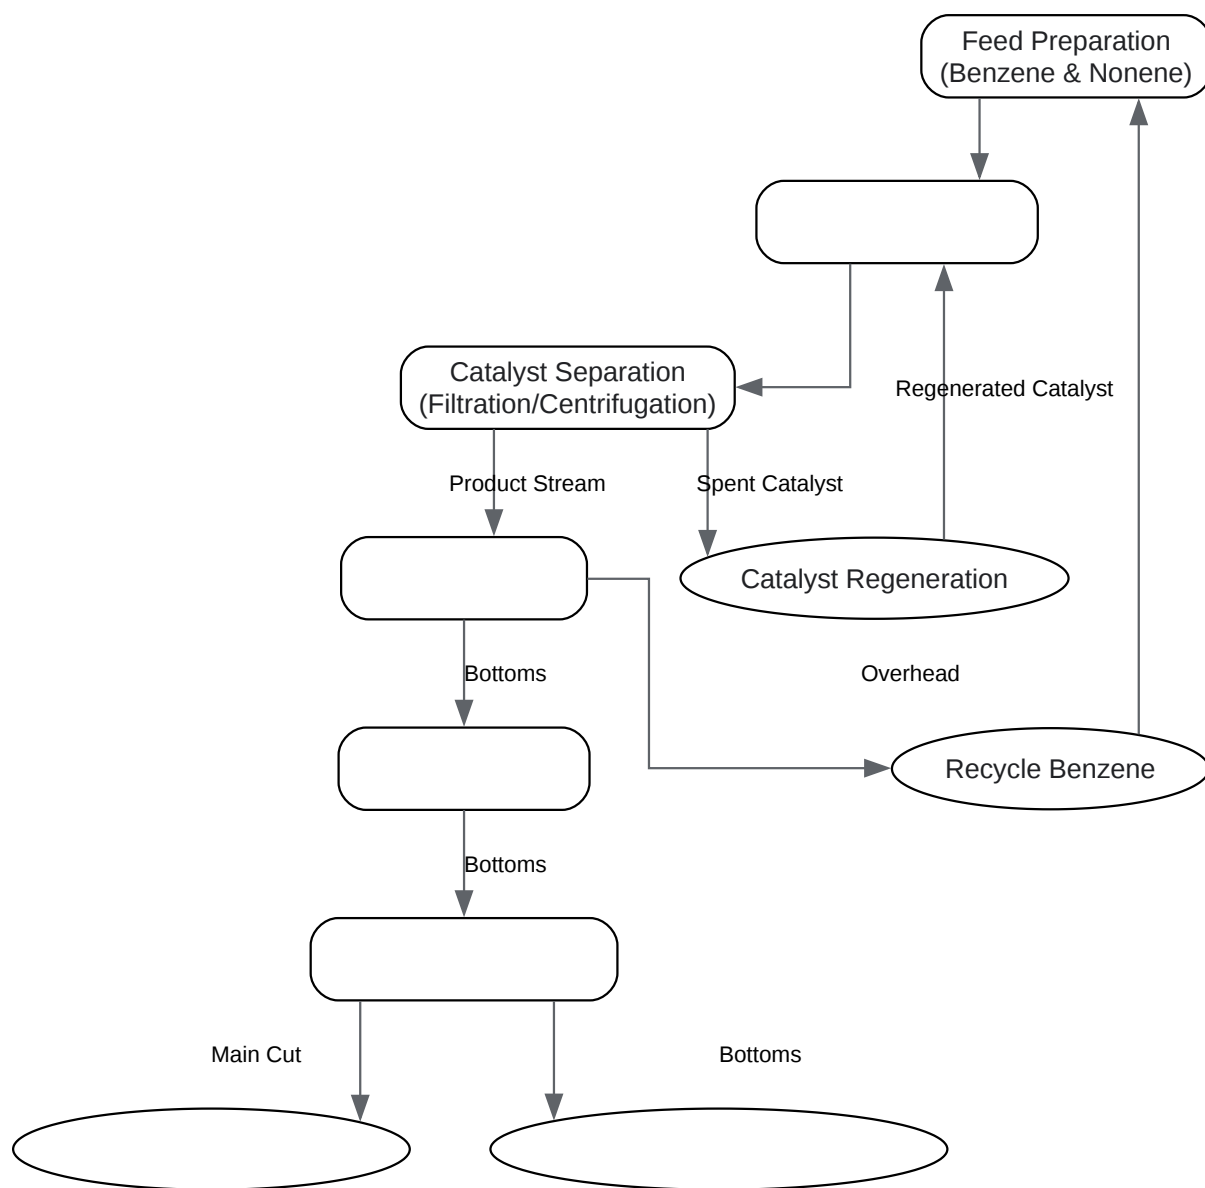 Feed Preparation
(Benzene & Nonene)
Catalyst Separation
(Filtration/Centrifugation)
Regenerated Catalyst
Product Stream
Spent Catalyst
Catalyst Regeneration
Bottoms
Overhead
Recycle Benzene
Bottoms
Main Cut
Bottoms